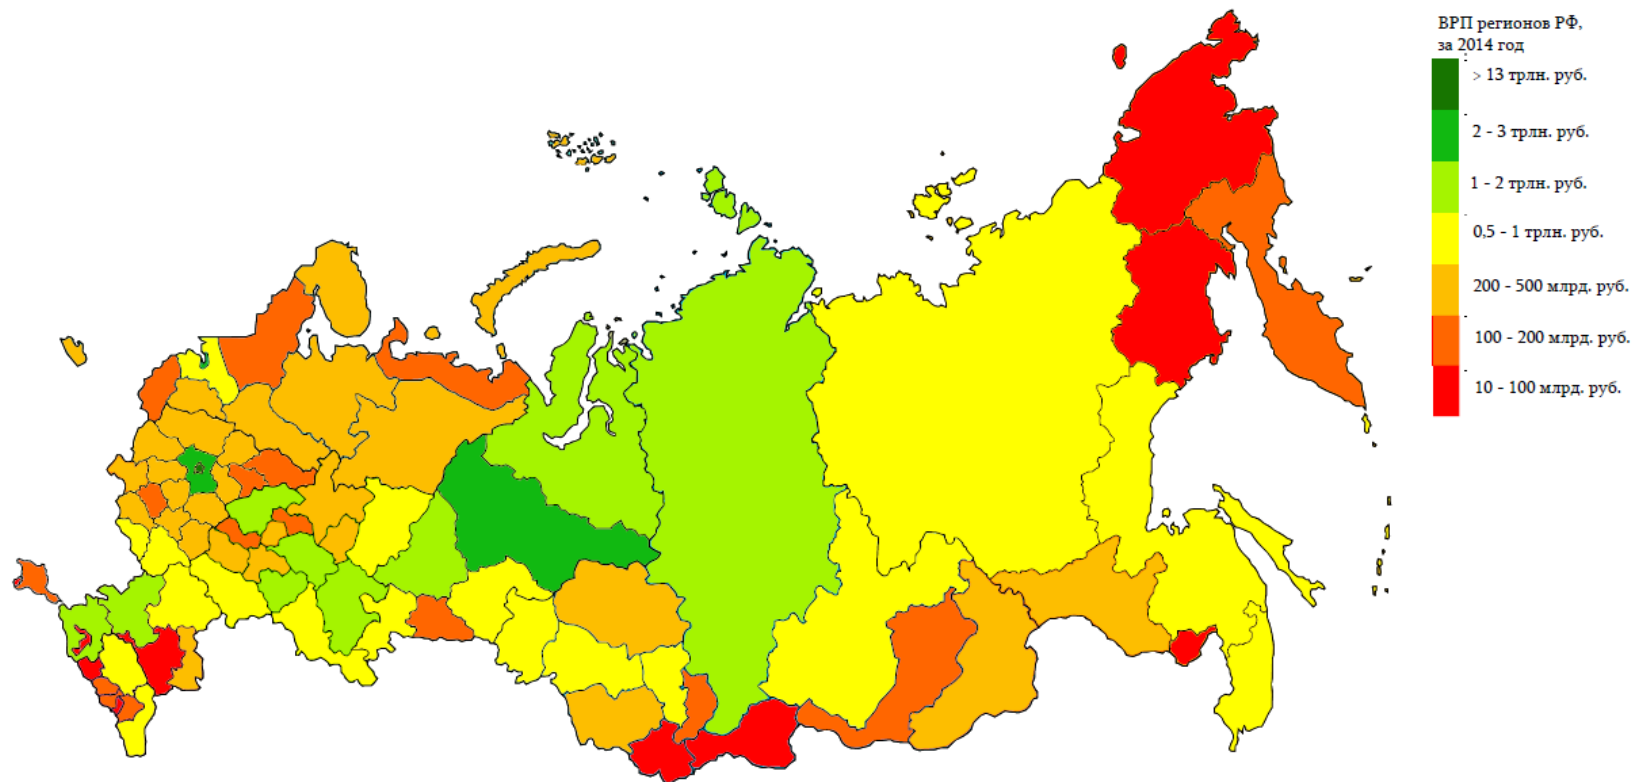 ВРП регионов РФ,
за 2014 год
> 13 трлн. руб.
2 - 3 трлн. руб.
1 - 2 трлн. руб.
0,5 - 1 трлн. руб.
200 - 500 млрд. руб.
100 - 200 млрд. руб.
10 - 100 млрд. руб.